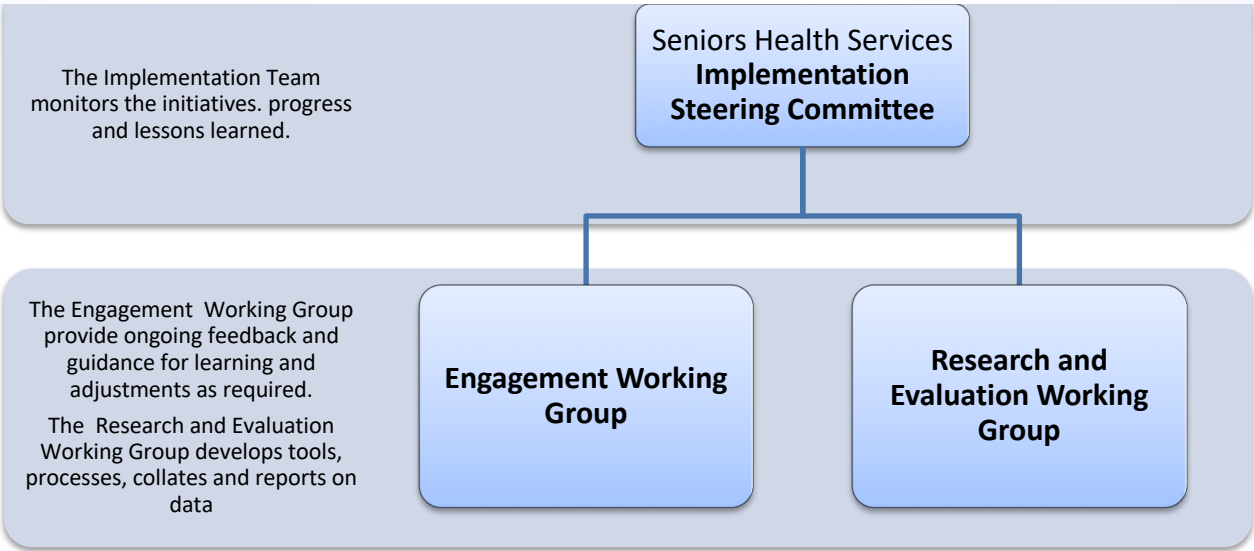 The Implementation Team
monitors the initiatives. progress
and lessons learned.
Seniors Health Services
Implementation
Steering Committee
The Engagement  Working Group
provide ongoing feedback and
guidance for learning and
adjustments as required.
The  Research and Evaluation
Working Group develops tools,
processes, collates and reports on
data
Engagement Working
Group
Research and
Evaluation Working
Group